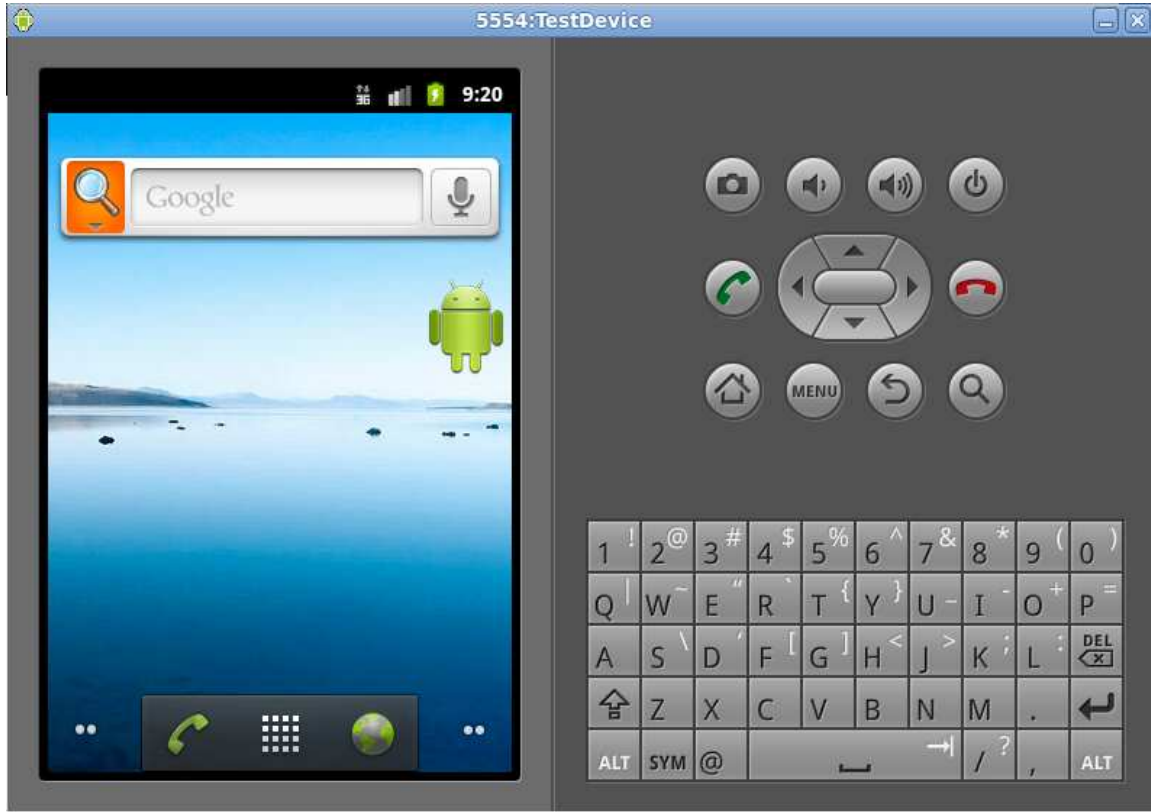 5554:TestDevice
3G 9:20
Google
MENU
1 ! 2 @ 3 # 4 $ 5 % 6 ^ 7 & 8 * 9 ( 0 )
Q | W ~ E “ R ` T { Y } U _ I - O + P =
A S \ D ‘ F [ G ] H < J > K ; L : DEL
Z X C V B N M .
ALT SYM @ / ? , ALT